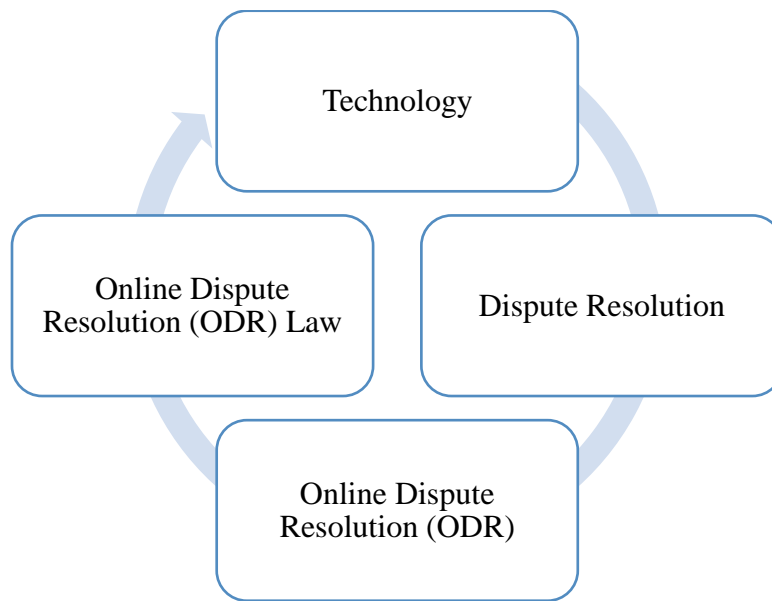 Technology
Online Dispute
Resolution (ODR) Law
Dispute Resolution
Online Dispute
Resolution (ODR)